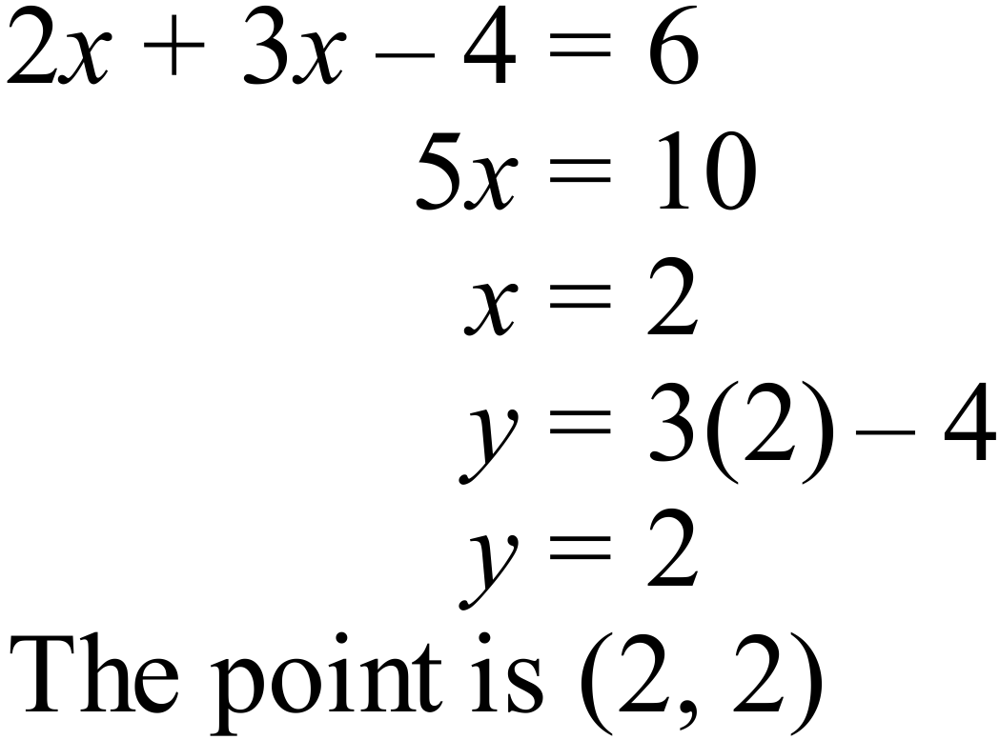 2x + 3x – 4 = 6
5x = 10
x = 2
y = 3(2) – 4
y = 2
The point is (2, 2)